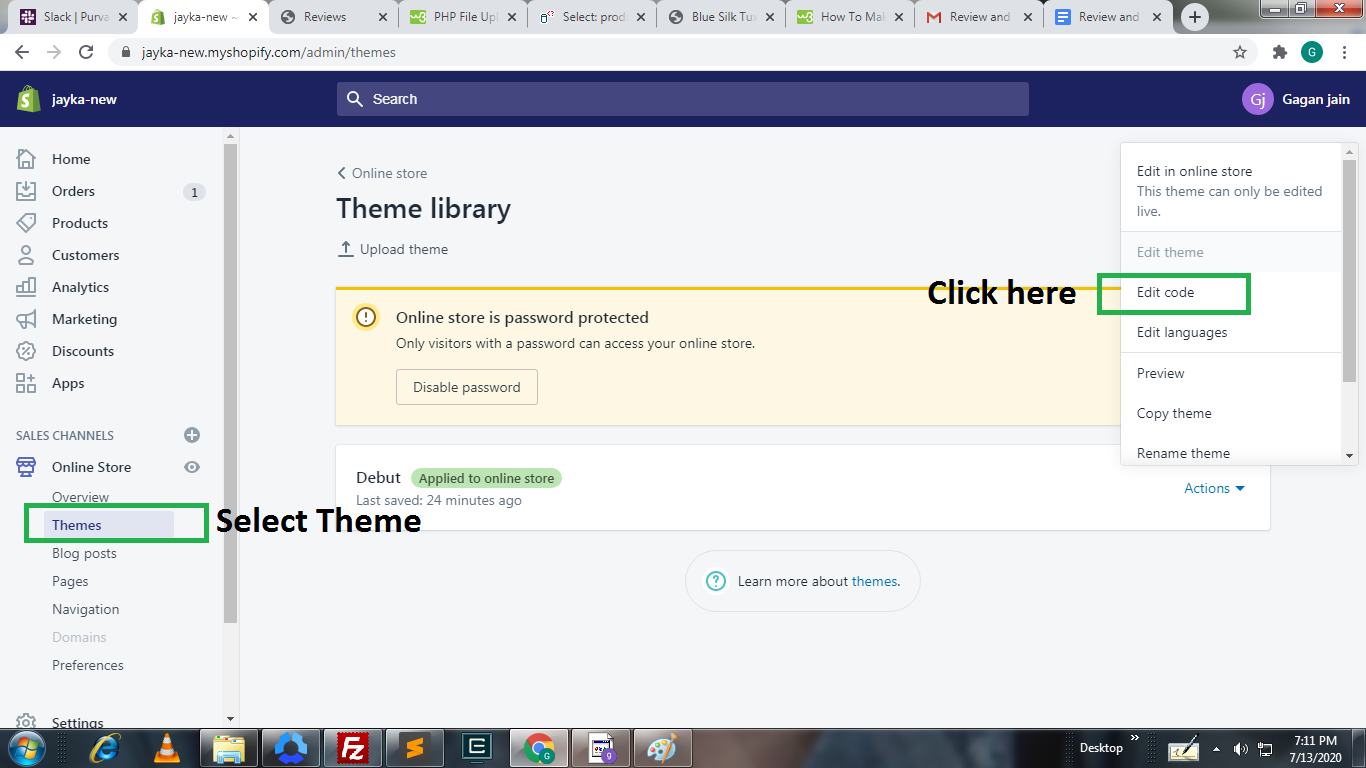 Slack | Purva
jayka-new ~
Reviews
PHP File Upl
Select: prod
Blue Silk Tux
How To Mak
Review and
Review and
jayka-new.myshopify.com/admin/themes
G
jayka-new
Search
Gj
Gagan jain
Home
Orders
1
Products
Customers
Analytics
Marketing
Discounts
Apps
SALES CHANNELS
Online Store
Overview
Themes
Select Theme
Blog posts
Pages
Navigation
Domains
Preferences
Settings
Online store
Theme library
Upload theme
Online store is password protected
Only visitors with a password can access your online store.
Disable password
Debut
Applied to online store
Last saved: 24 minutes ago
Actions
Learn more about themes.
Edit in online store
This theme can only be edited
live.
Edit theme
Click here
Edit code
Edit languages
Preview
Copy theme
Rename theme
Desktop
7:11 PM
7/13/2020